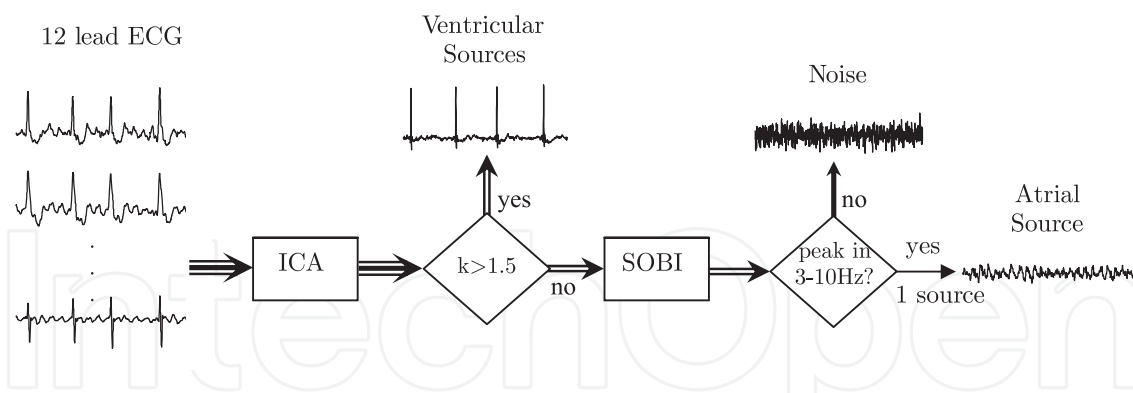 12 lead ECG
Ventricular
Sources
Noise
Atrial
Source
yes
no
ICA
k>1.5
no
SOBI
peak in
3-10Hz?
yes
1 source
IntechOpen